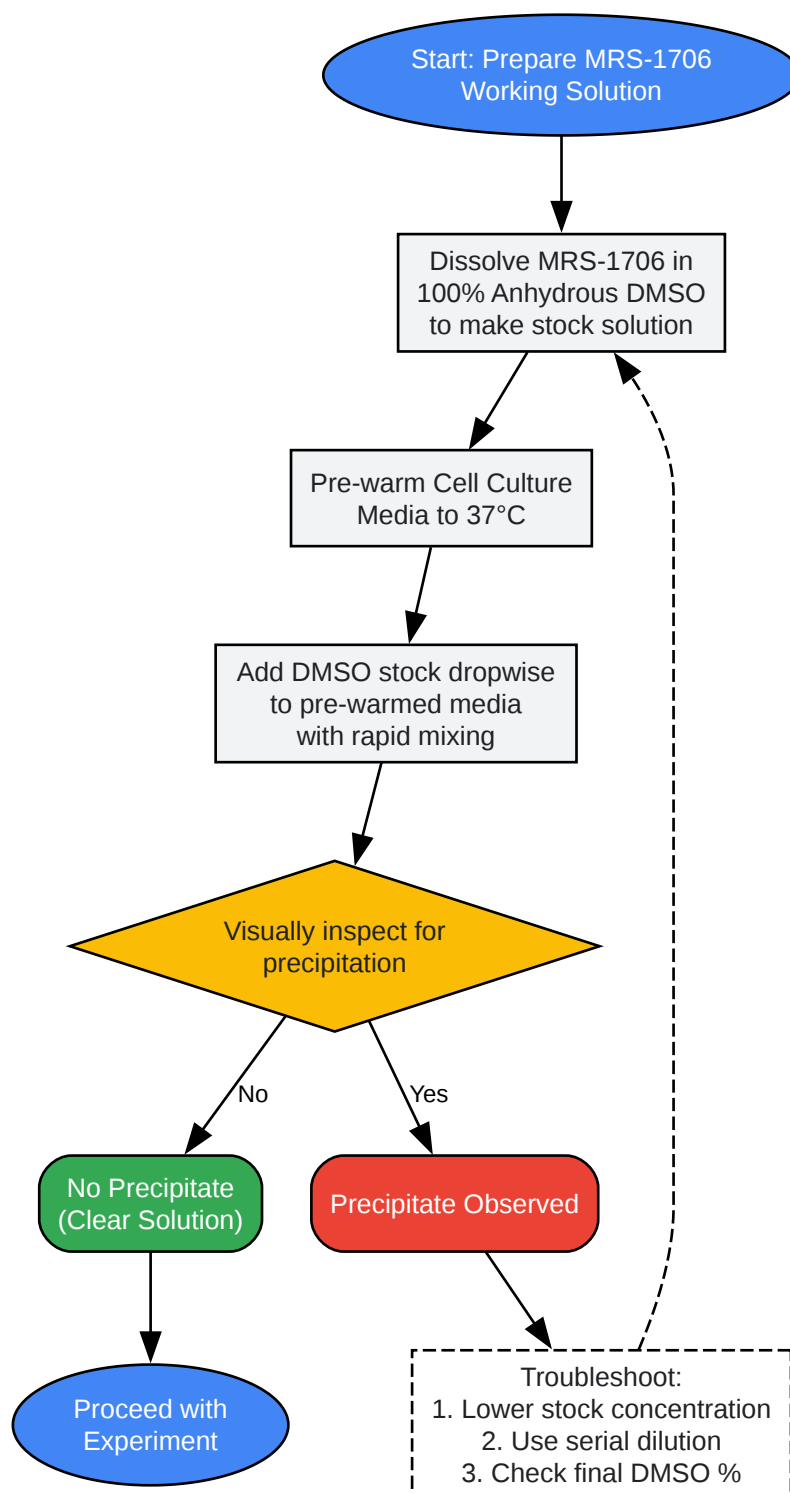 Start: Prepare MRS-1706
Working Solution
Dissolve MRS-1706 in
100% Anhydrous DMSO
to make stock solution
Pre-warm Cell Culture
Media to 37°C
Add DMSO stock dropwise
to pre-warmed media
with rapid mixing
Visually inspect for
precipitation
No
Yes
No Precipitate
(Clear Solution)
Precipitate Observed
Proceed with
Experiment
Troubleshoot:
1. Lower stock concentration
2. Use serial dilution
3. Check final DMSO %